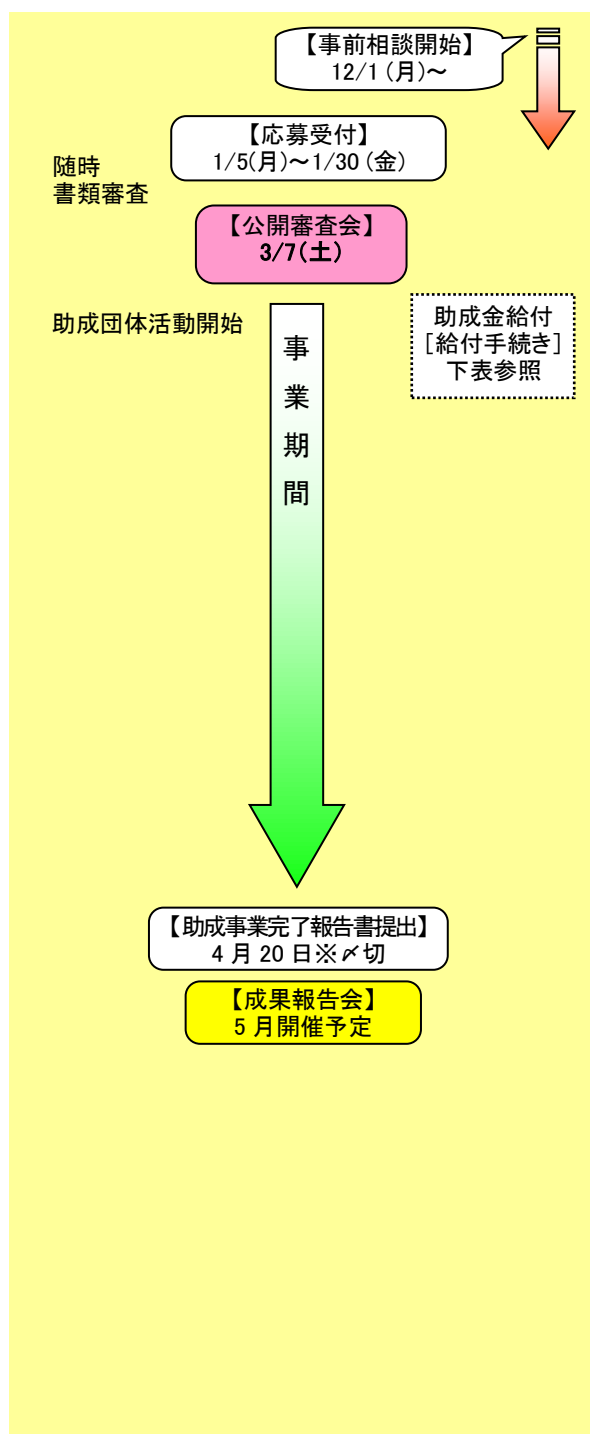 【事前相談開始】
12/1(月)～
【応募受付】
1/5(月)～1/30(金)
随時
書類審査
【公開審査会】
3/7(土)
助成団体活動開始
助成金給付
[給付手続き]
下表参照
事業期間
【助成事業完了報告書提出】
4月20日※〆切
【成果報告会】
5月開催予定